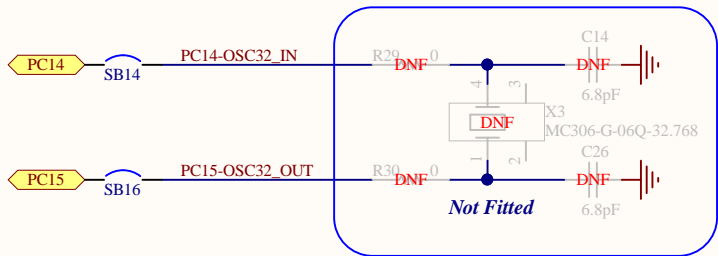 PC14
SB14
PC14-OSC32_IN
R29 DNF 0
C14
DNF
6.8pF
4
3
X3
DNF
MC306-G-06Q-32.768
1
2
PC15
SB16
PC15-OSC32_OUT
R30 DNF 0
C26
DNF
6.8pF
Not Fitted